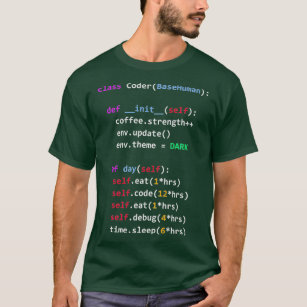 class Coder(BaseHuman):
def __init__(self):
coffee.strength++
env.update()
env.theme = DARK
ef day(self):
self.eat(1*hrs)
self.code(12*hrs)
self.eat(1*hrs)
self.debug(4*hrs)
time.sleep(6*hrs)